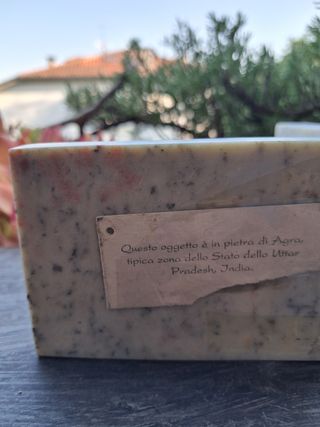 Questo oggetto è in pietra di Agra,
tipica zona dello Stato dello Uttar
Pradesh, India.